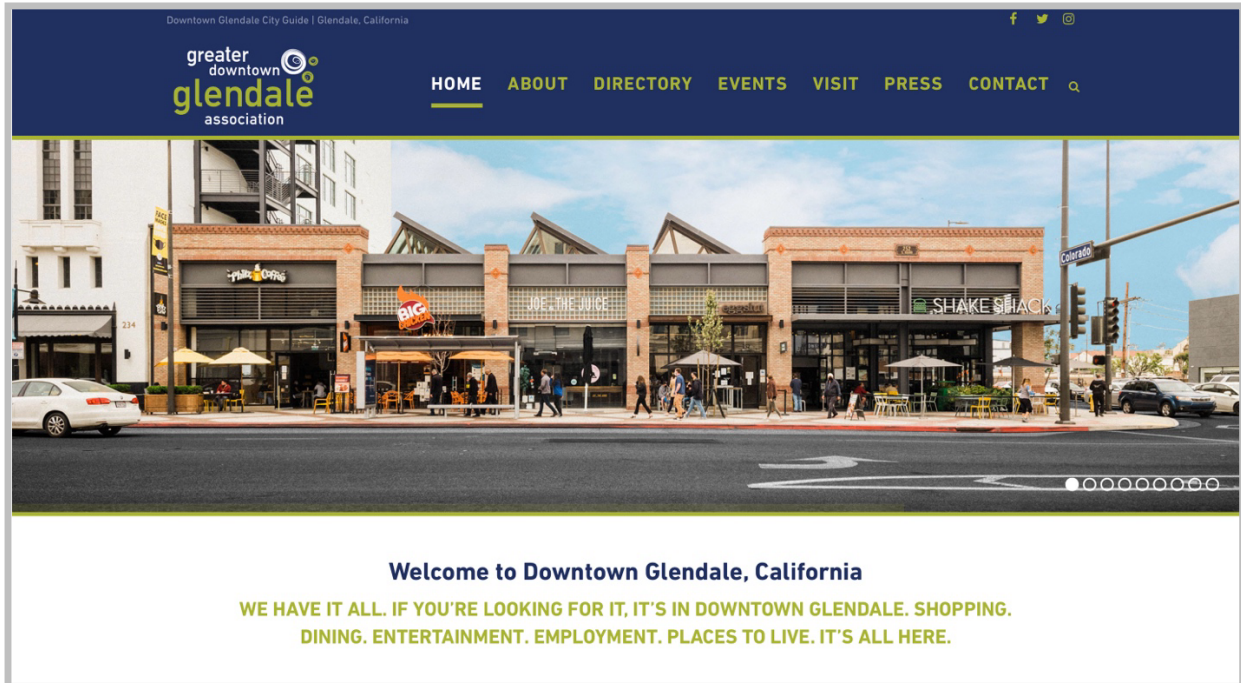 Downtown Glendale City Guide | Glendale, California
greater
downtown
glendale
association
HOME ABOUT DIRECTORY EVENTS VISIT PRESS CONTACT
Philz Coffee
BIG
CHICKEN
JOE & THE JUICE
SHAKE SHACK
Colorado
234
Welcome to Downtown Glendale, California
WE HAVE IT ALL. IF YOU'RE LOOKING FOR IT, IT'S IN DOWNTOWN GLENDALE. SHOPPING.
DINING. ENTERTAINMENT. EMPLOYMENT. PLACES TO LIVE. IT'S ALL HERE.